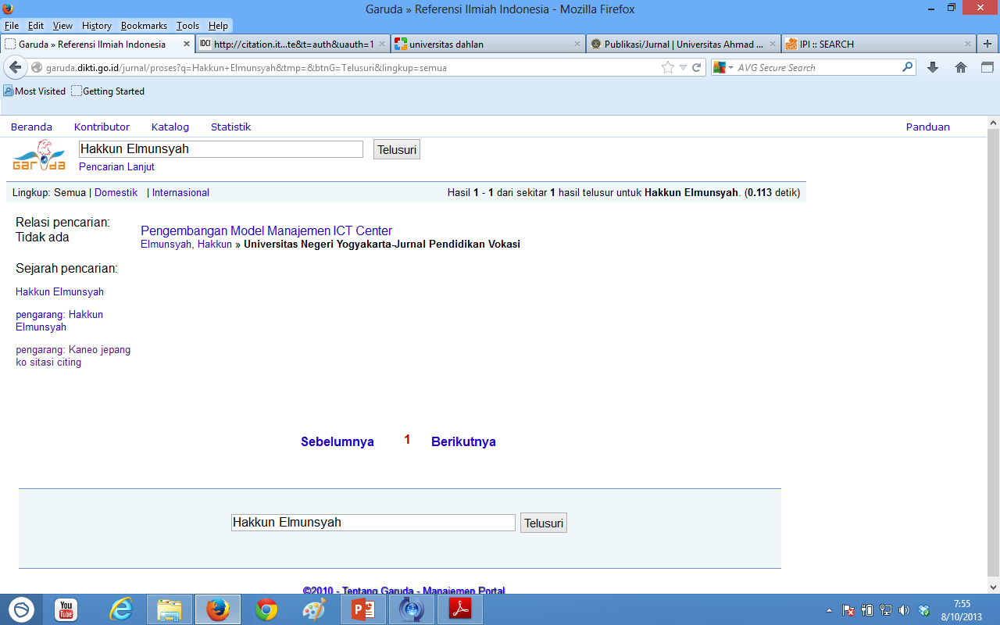 Garuda » Referensi Ilmiah Indonesia - Mozilla Firefox
File Edit View History Bookmarks Tools Help
Garuda » Referensi Ilmiah Indonesia
IDCI http://citation.it...te&t=auth&uauth=1
universitas dahlan
Publikasi/Jurnal | Universitas Ahmad ...
IPI :: SEARCH
garuda.dikti.go.id/jurnal/proses?q=Hakkun+Elmunsyah&tmp=&btnG=Telusuri&lingkup=semua
AVG Secure Search
Most Visited Getting Started
Beranda Kontributor Katalog Statistik Panduan
garuda
Hakkun Elmunsyah Telusuri
Pencarian Lanjut
Lingkup: Semua | Domestik | Internasional Hasil 1 - 1 dari sekitar 1 hasil telusur untuk Hakkun Elmunsyah. (0.113 detik)
Relasi pencarian:
Tidak ada
Pengembangan Model Manajemen ICT Center
Elmunsyah, Hakkun » Universitas Negeri Yogyakarta-Jurnal Pendidikan Vokasi
Sejarah pencarian:
Hakkun Elmunsyah
pengarang: Hakkun
Elmunsyah
pengarang: Kaneo jepang
ko sitasi citing
Sebelumnya 1 Berikutnya
Hakkun Elmunsyah Telusuri
©2010 - Tentang Garuda - Manajemen Portal
You
Tube
7:55
8/10/2013